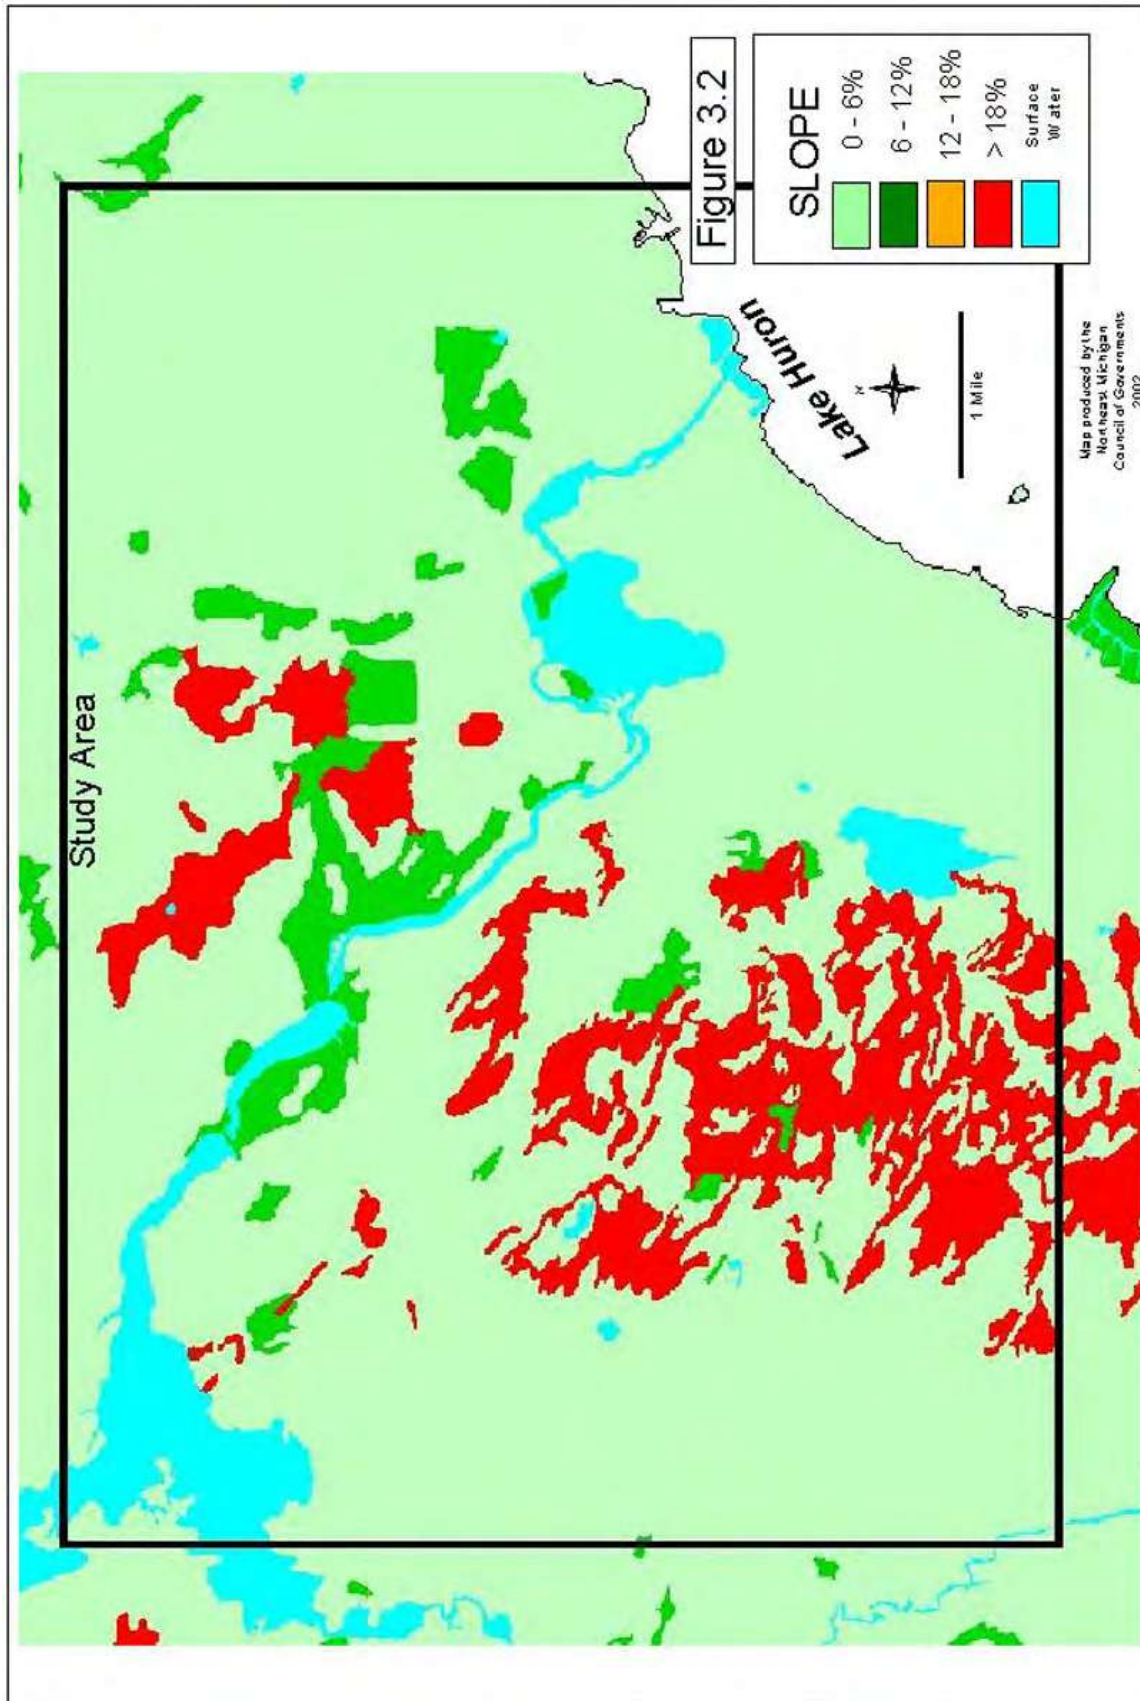 Study Area
Figure 3.2
SLOPE
0 - 6%
6 - 12%
12 - 18%
> 18%
Surface
Water
Lake Huron
N
1 Mile
Map produced by the
Northeast Michigan
Council of Governments
2002